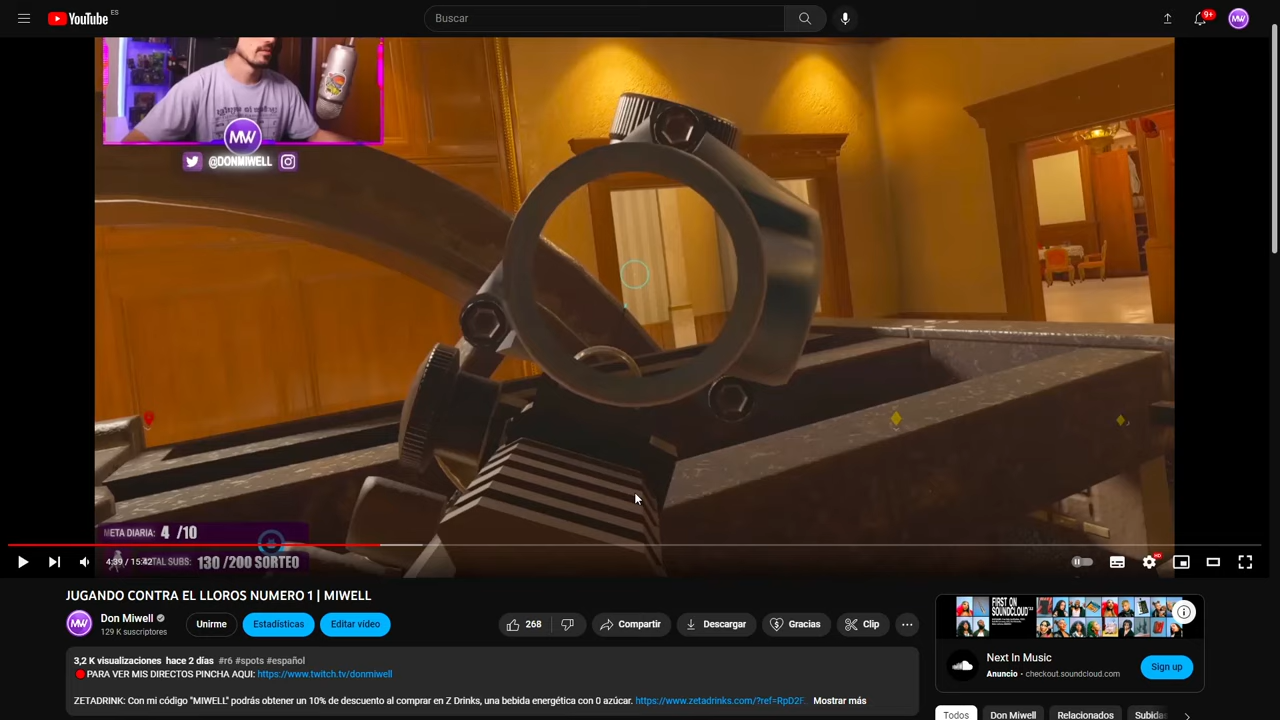 YouTube ES
Buscar
9+
MW
MW
@DONMIWELL
META DIARIA: 4 /10
130 /200 SORTEO
4:39 / 15:42
HD
JUGANDO CONTRA EL LLOROS NUMERO 1 | MIWELL
MW
Don Miwell
129 K suscriptores
Unirme
Estadísticas
Editar vídeo
268
Compartir
Descargar
Gracias
Clip
3,2 K visualizaciones hace 2 días #r6 #spots #español
PARA VER MIS DIRECTOS PINCHA AQUI: https://www.twitch.tv/donmiwell
ZETADRINK: Con mi código "MIWELL" podrás obtener un 10% de descuento al comprar en Z Drinks, una bebida energética con 0 azúcar. https://www.zetadrinks.com/?ref=RpD2F... Mostrar más
FIRST ON
SOUNDCLOUD
Next In Music
Anuncio • checkout.soundcloud.com
Sign up
Todos
Don Miwell
Relacionados
Subida